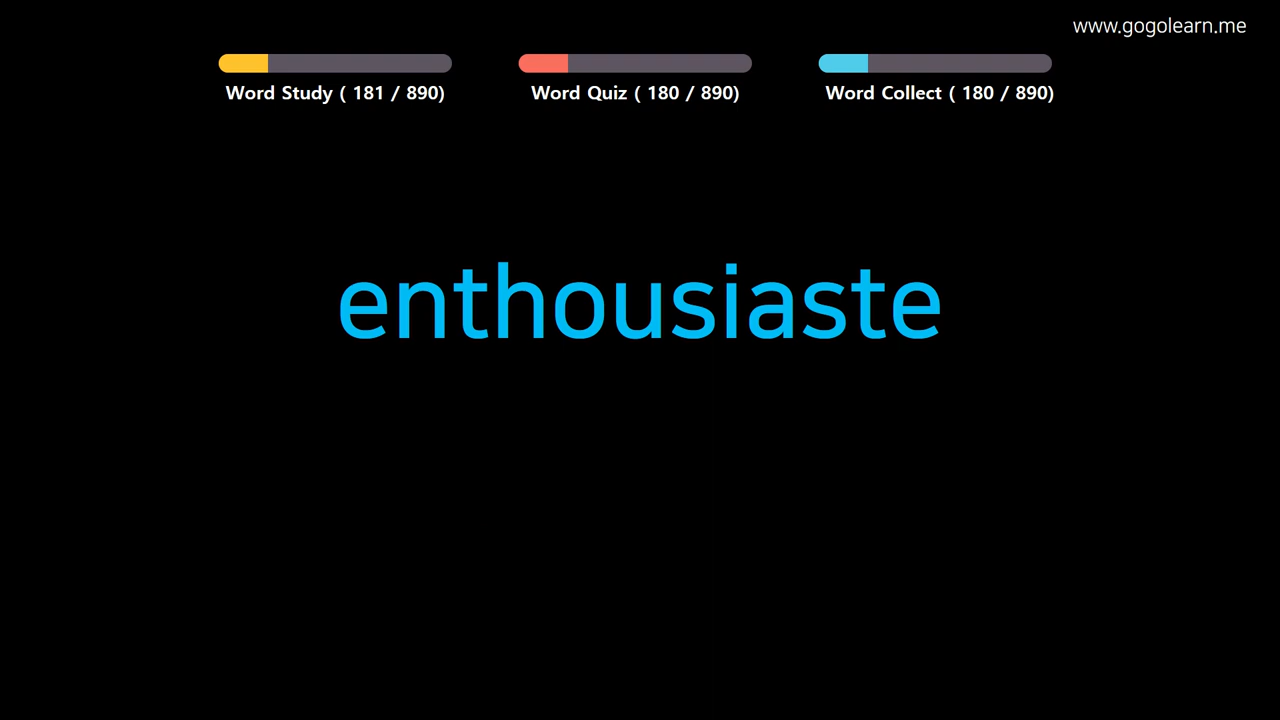 www.gogolearn.me
Word Study ( 181 / 890)
Word Quiz ( 180 / 890)
Word Collect ( 180 / 890)
enthousiaste